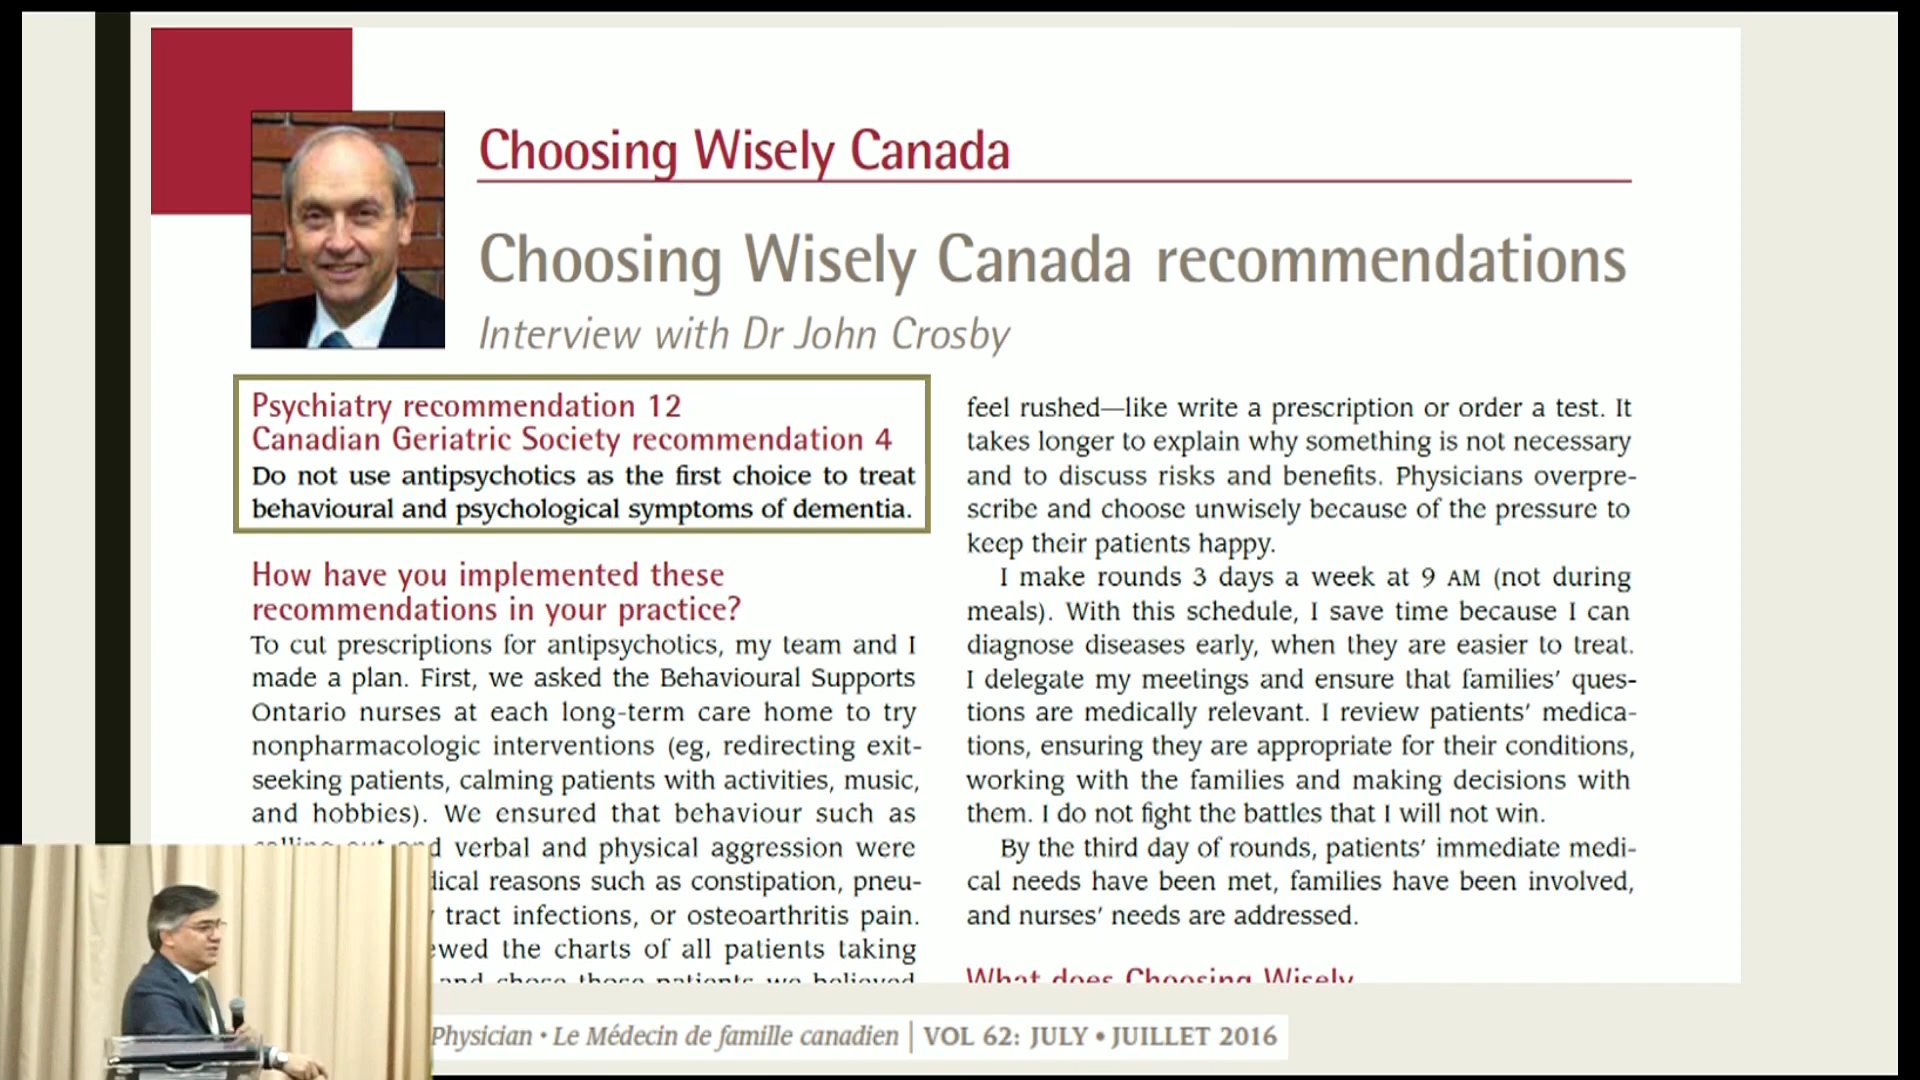 Choosing Wisely Canada
Choosing Wisely Canada recommendations
Interview with Dr John Crosby
Psychiatry recommendation 12
Canadian Geriatric Society recommendation 4
Do not use antipsychotics as the first choice to treat
behavioural and psychological symptoms of dementia.
How have you implemented these
recommendations in your practice?
To cut prescriptions for antipsychotics, my team and I
made a plan. First, we asked the Behavioural Supports
Ontario nurses at each long-term care home to try
nonpharmacologic interventions (eg, redirecting exit-
seeking patients, calming patients with activities, music,
and hobbies). We ensured that behaviour such as
verbal and physical aggression were
reasons such as constipation, pneu-
tract infections, or osteoarthritis pain.
the charts of all patients taking
and chose those patients we believed
feel rushed—like write a prescription or order a test. It
takes longer to explain why something is not necessary
and to discuss risks and benefits. Physicians overpre-
scribe and choose unwisely because of the pressure to
keep their patients happy.
I make rounds 3 days a week at 9 AM (not during
meals). With this schedule, I save time because I can
diagnose diseases early, when they are easier to treat.
I delegate my meetings and ensure that families’ ques-
tions are medically relevant. I review patients’ medica-
tions, ensuring they are appropriate for their conditions,
working with the families and making decisions with
them. I do not fight the battles that I will not win.
By the third day of rounds, patients’ immediate medi-
cal needs have been met, families have been involved,
and nurses’ needs are addressed.
What does Choosing Wisely
Physician • Le Médecin de famille canadien | VOL 62: JULY • JUILLET 2016